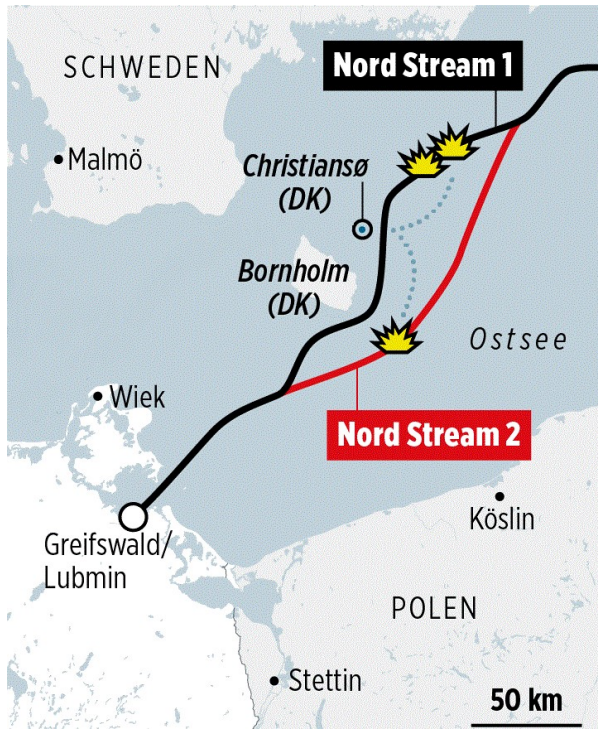 Nord Stream 1
SCHWEDEN
Malmö
Christiansø
(DK)
Bornholm
(DK)
Ostsee
Wiek
Nord Stream 2
Köslin
Greifswald/
Lubmin
POLEN
Stettin
50 km